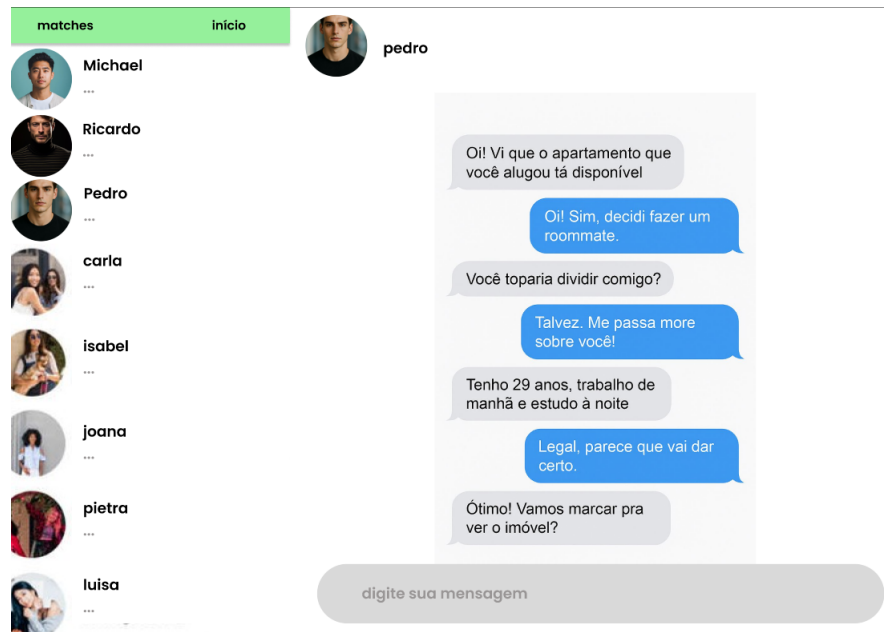 matches
início
Michael
...
Ricardo
...
Pedro
...
carla
...
isabel
...
joana
...
pietra
...
luisa
...
pedro
Oi! Vi que o apartamento que
você alugou tá disponível
Oi! Sim, decidi fazer um
roommate.
Você toparia dividir comigo?
Talvez. Me passa more
sobre você!
Tenho 29 anos, trabalho de
manhã e estudo à noite
Legal, parece que vai dar
certo.
Ótimo! Vamos marcar pra
ver o imóvel?
digite sua mensagem